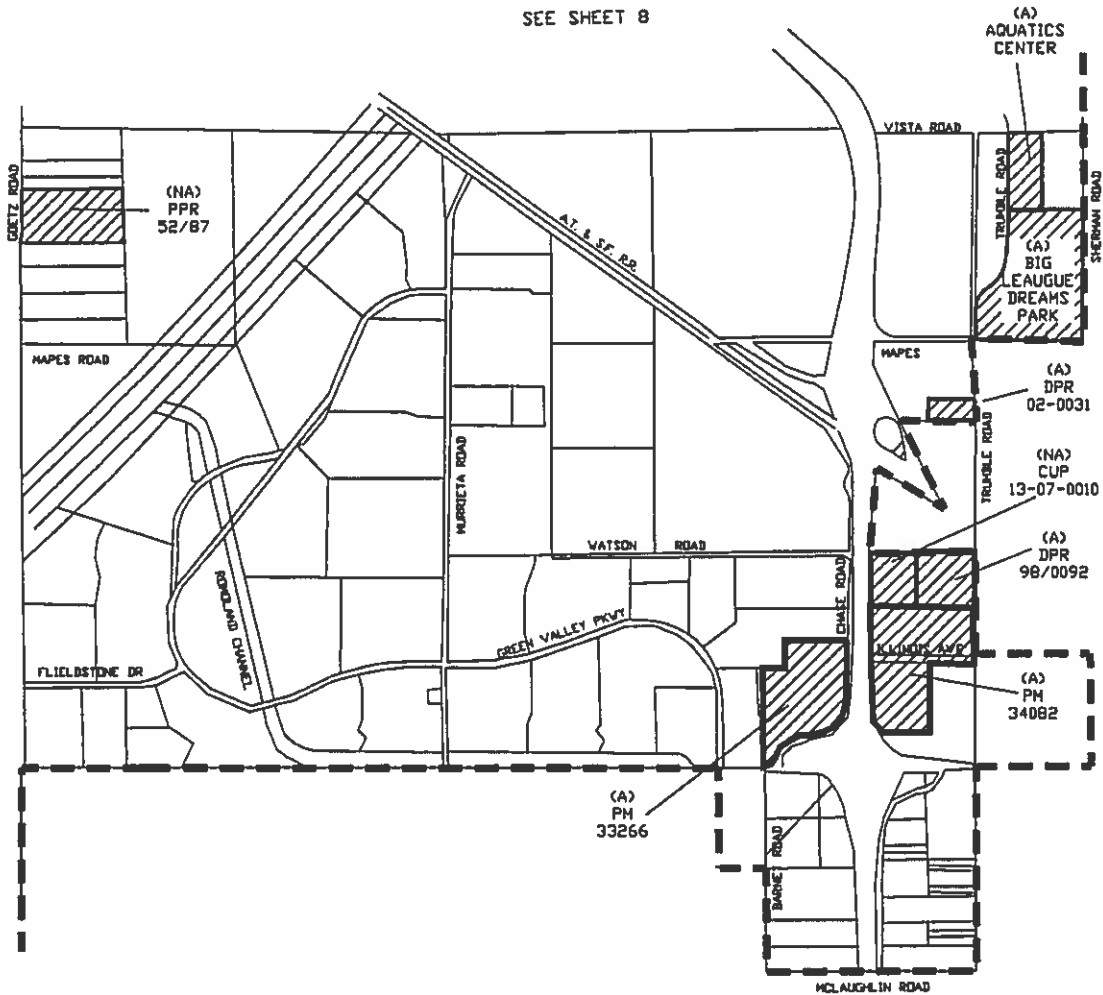 SEE SHEET 8
(A)
AQUATICS
CENTER
VISTA ROAD
GOETZ ROAD
(NA)
PPR
52/87
TRUMBLE ROAD
SHERMAN ROAD
A.T. & S.F. R.R.
(A)
BIG
LEAUGUE
DREAMS
PARK
MAPES ROAD
MAPES
(A)
DPR
02-0031
MURRIETA ROAD
TRUMBLE ROAD
(NA)
CUP
13-07-0010
WATSON ROAD
(A)
DPR
98/0092
CHASE ROAD
ROMOLAND CHANNEL
GREEN VALLEY PKWY
ILLINOIS AVE
FLIELDSTONE DR
(A)
PM
34082
(A)
PM
33266
BARNET ROAD
MCLAUGHLIN ROAD